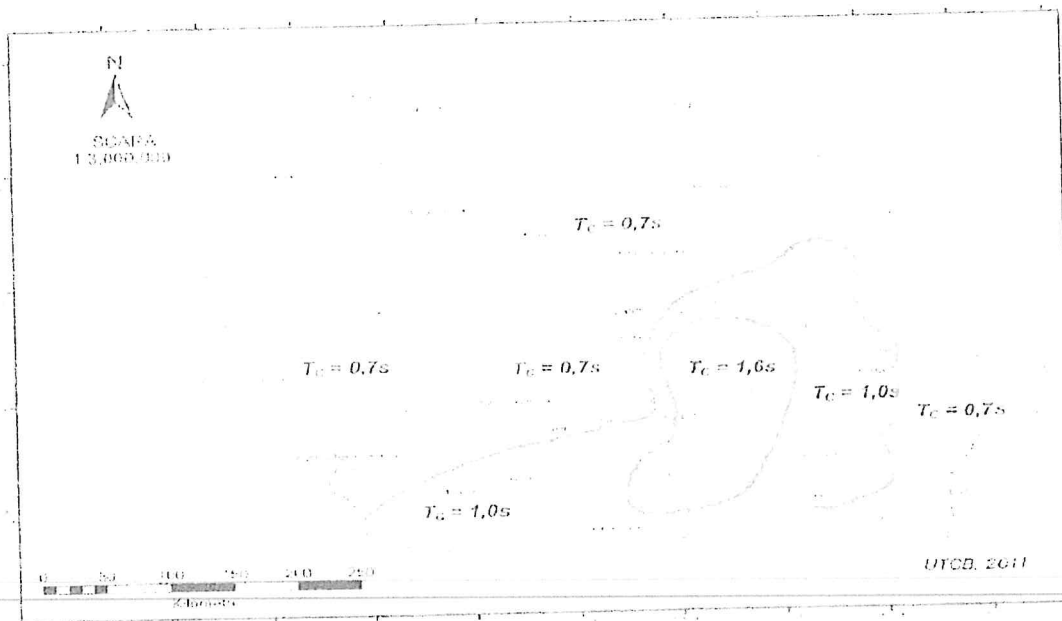 N
SCARA
1:3,000,000
T_C = 0,7s
T_C = 0,7s
T_C = 0,7s
T_C = 1,6s
T_C = 1,0s
T_C = 0,7s
T_C = 1,0s
UTCB, 2011
0 50 100 150 200 250